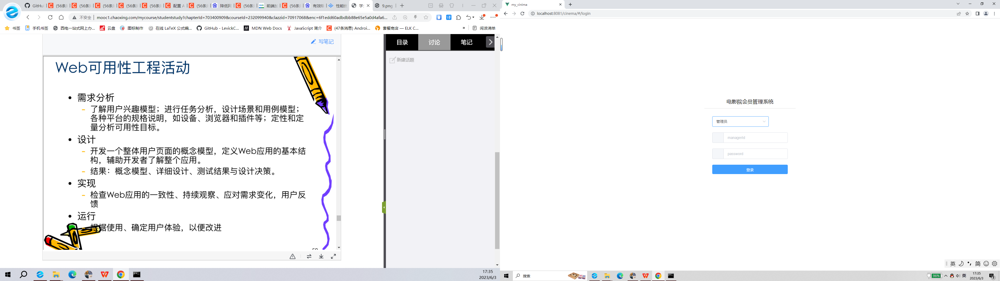 GitHul
(56条消
(56条消
(56条消
(56条消
(56条消
配置 A
(56条消
降低网
(56条消
前端加
(56条消
有效缩
性能优
学生
9.png
不安全
mooc1.chaoxing.com/mycourse/studentstudy?chapterId=703400909&courseId=232099940&clazzid=70917068&enc=6f1edd60adbdbb88e65e5a0d4afa6...
书签
手机书签
西电一站式网上办...
云盘
图标制作
在线 LaTeX 公式编...
GitHub - LevickC...
MDN Web Docs
JavaScript 简介
(47条消息) Androi...
套餐商店 — ELK C...
»
阅读清单
写笔记
Web可用性工程活动
• 需求分析
– 了解用户兴趣模型；进行任务分析，设计场景和用例模型；
各种平台的规格说明，如设备、浏览器和插件等；定性和定
量分析可用性目标。
• 设计
– 开发一个整体用户页面的概念模型，定义Web应用的基本结
构，辅助开发者了解整个应用。
– 结果：概念模型、详细设计、测试结果与设计决策。
• 实现
– 检查Web应用的一致性、持续观察、应对需求变化，用户反
馈
• 运行
根据使用、确定用户体验，以便改进
目录
讨论
笔记
新建话题
17:35
2023/6/3
my_cinima
localhost:8081/cinema/#/login
电影院会员管理系统
管理员
managerId
password
登录
英
简
搜索
96%
英
17:35
2023/6/3